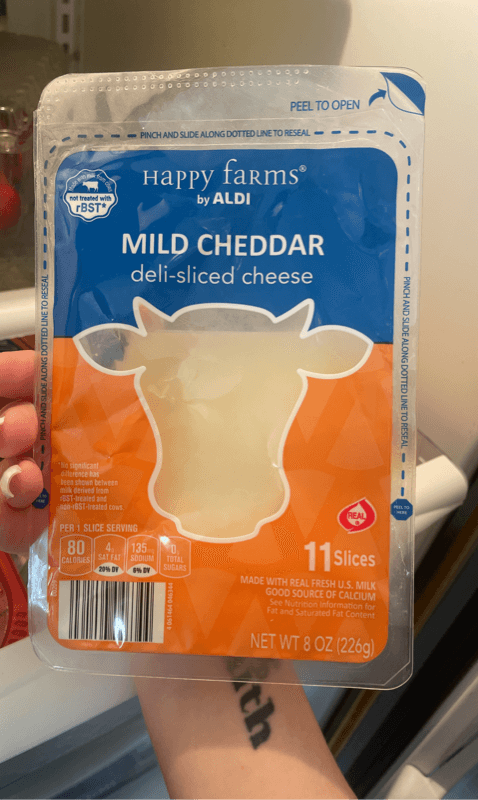 PEEL TO OPEN
PINCH AND SLIDE ALONG DOTTED LINE TO RESEAL
Happy farms®
by ALDI
not treated with
rBST*
MILD CHEDDAR
deli-sliced cheese
PINCH AND SLIDE ALONG DOTTED LINE TO RESEAL
PINCH AND SLIDE ALONG DOTTED LINE TO RESEAL
*No significant
difference has
been shown between
milk derived from
rBST-treated and
non-rBST-treated cows.
PEEL TO
HERE
REAL
PER 1 SLICE SERVING
80
CALORIES
4
SAT FAT
20% DV
135
SODIUM
6% DV
0
TOTAL
SUGARS
11 Slices
MADE WITH REAL FRESH U.S. MILK
GOOD SOURCE OF CALCIUM
See Nutrition Information for
Fat and Saturated Fat Content
NET WT 8 OZ (226g)
th